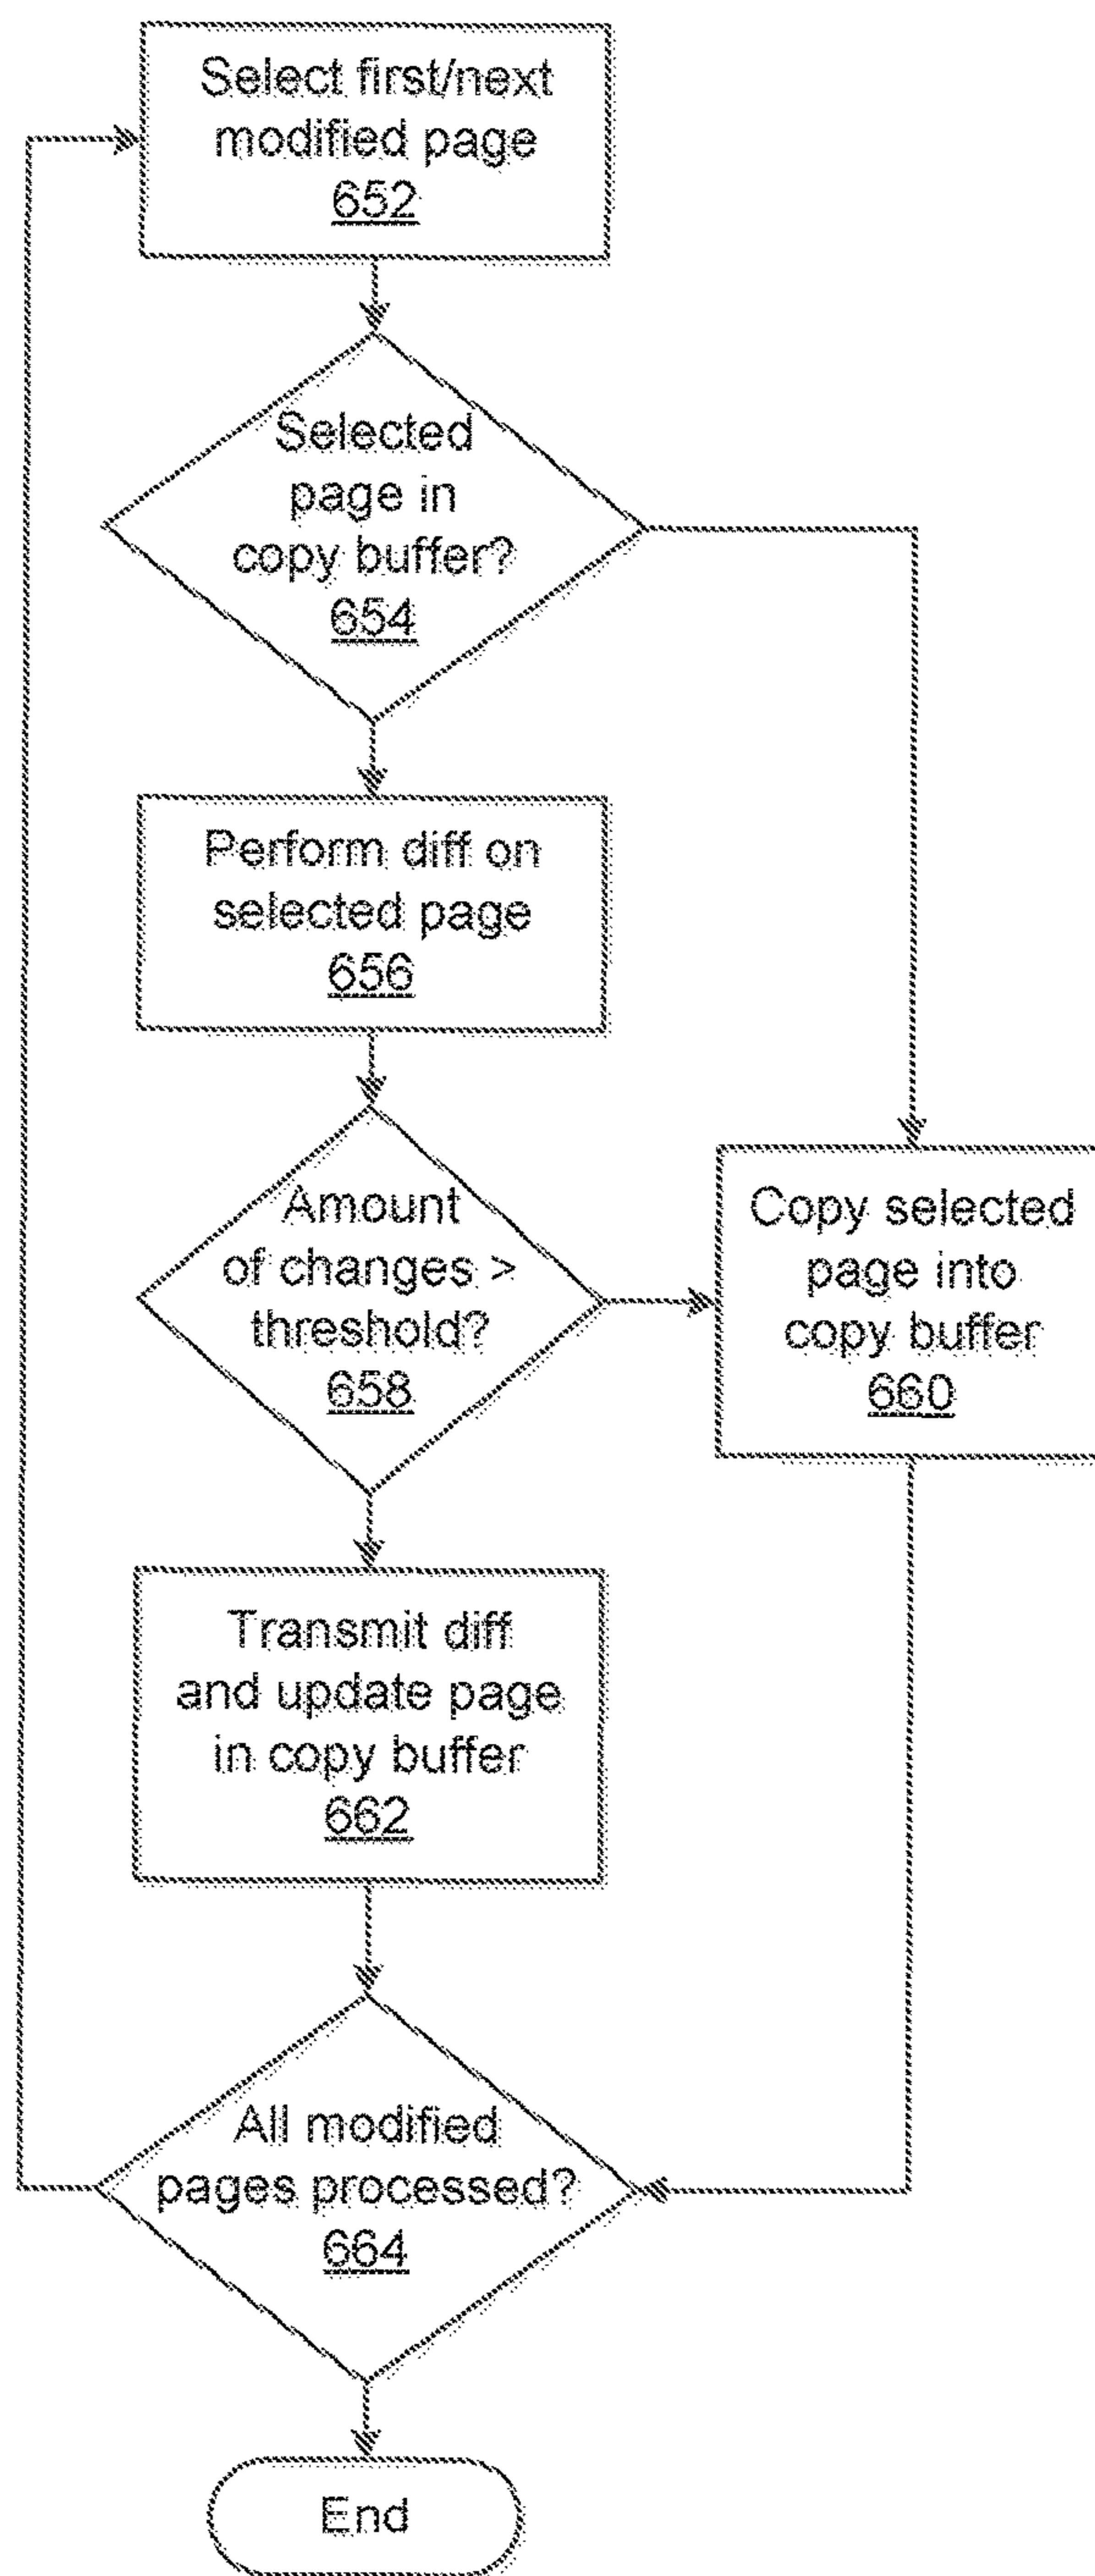 Select first/next
modified page
652
Selected
page in
copy buffer?
654
Perform diff on
selected page
656
Amount
of changes >
threshold?
658
Copy selected
page into
copy buffer
660
Transmit diff
and update page
in copy buffer
662
All modified
pages processed?
664
End